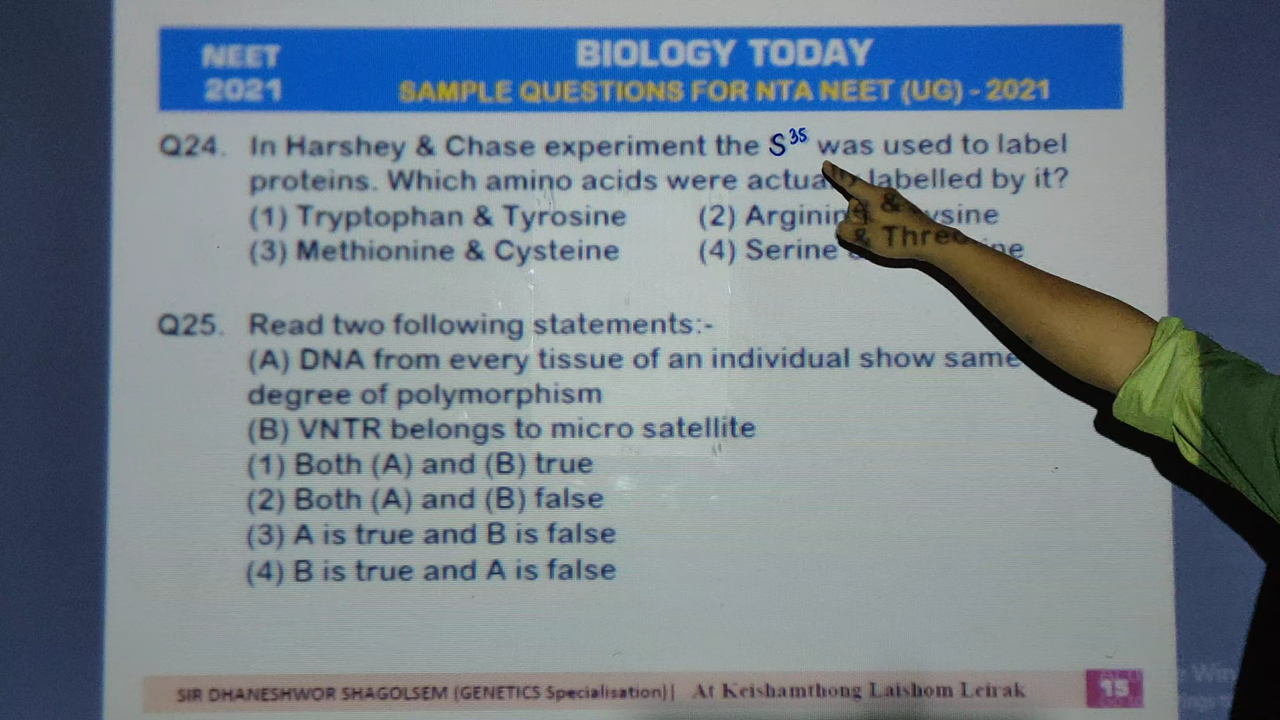 NEET
2021
BIOLOGY TODAY
SAMPLE QUESTIONS FOR NTA NEET (UG) - 2021
Q24. In Harshey & Chase experiment the S³⁵ was used to label
proteins. Which amino acids were labelled by it?
(1) Tryptophan & Tyrosine (2) &
(3) Methionine & Cysteine (4) Serine &
Q25. Read two following statements:-
(A) DNA from every tissue of an individual show same
degree of polymorphism
(B) VNTR belongs to micro satellite
(1) Both (A) and (B) true
(2) Both (A) and (B) false
(3) A is true and B is false
(4) B is true and A is false
SIR DHANESHWOR SHAGOLSEM (GENETICS Specialisation)| At Keishamthong Laishom Leirak
15